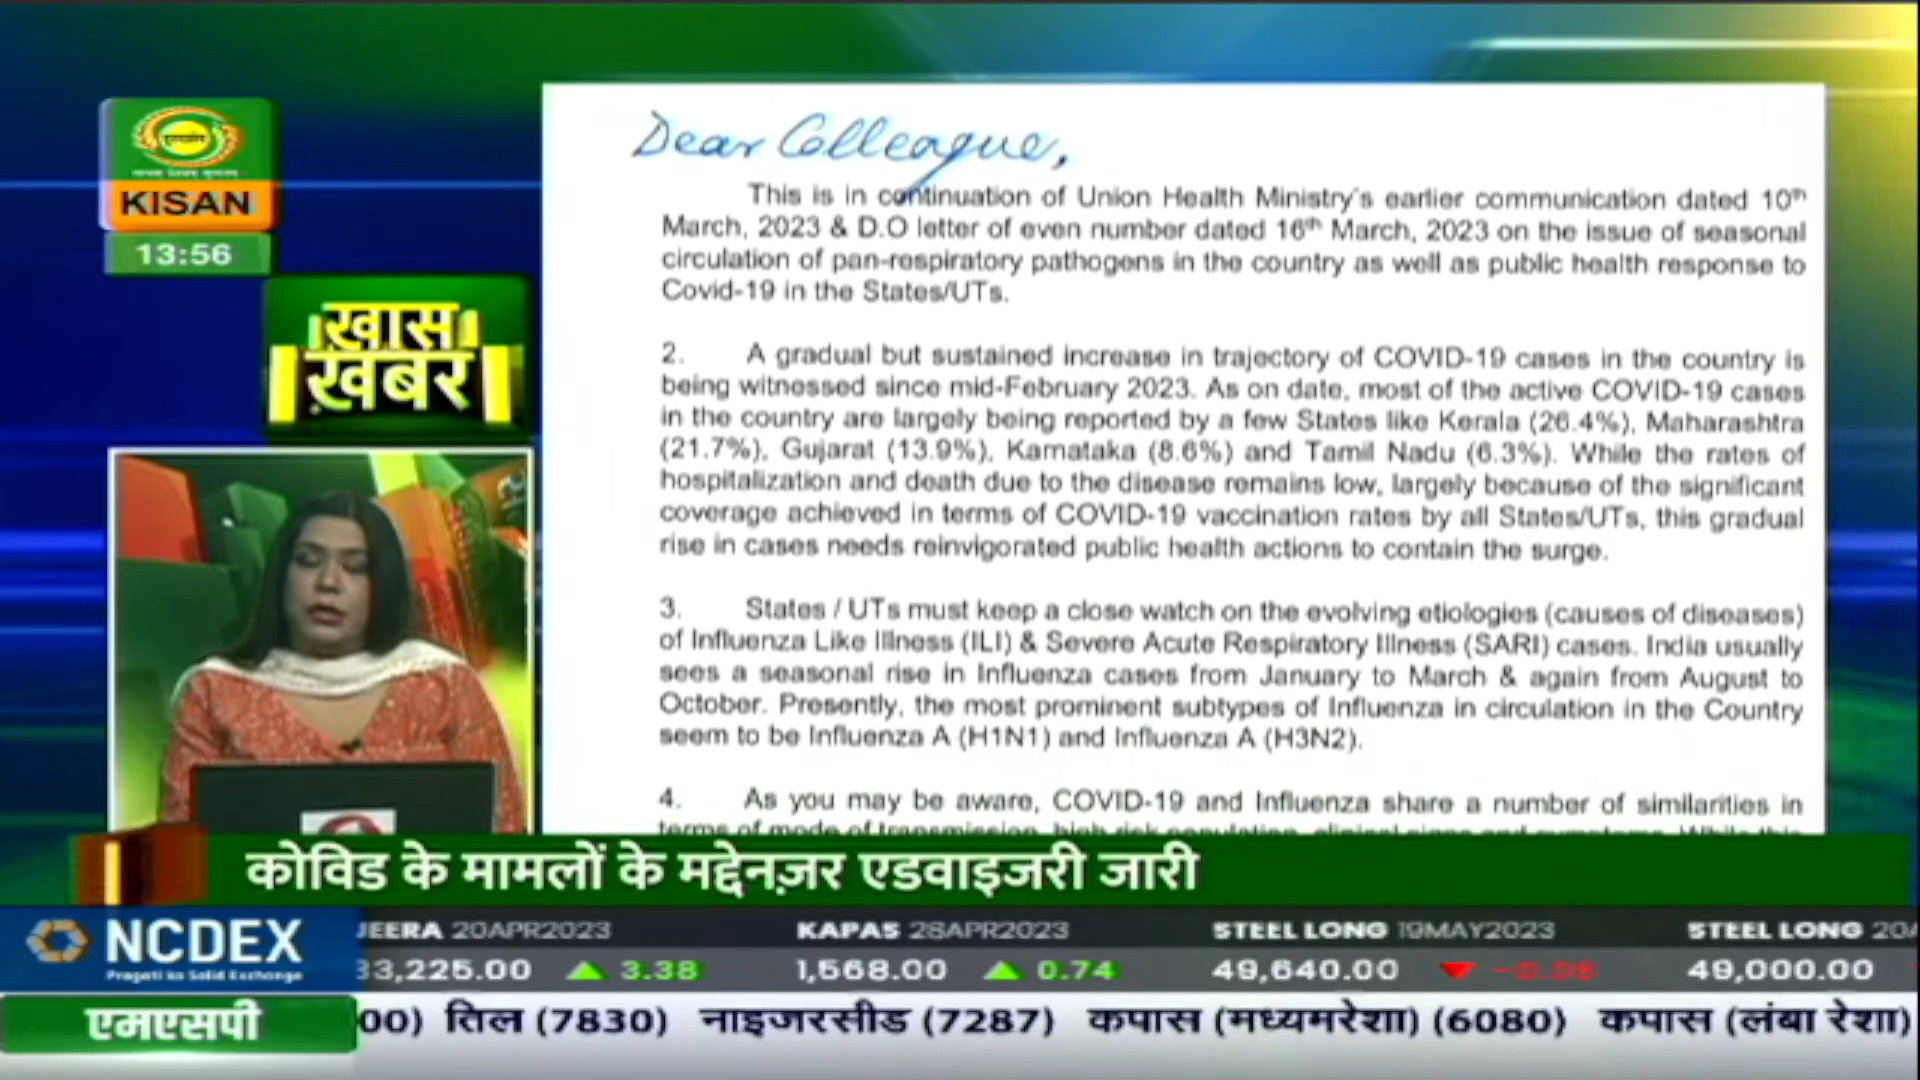 दूरदर्शन
KISAN
13:56
ख़ास
ख़बर
Dear Colleague,
This is in continuation of Union Health Ministry's earlier communication dated 10th
March, 2023 & D.O letter of even number dated 16th March, 2023 on the issue of seasonal
circulation of pan-respiratory pathogens in the country as well as public health response to
Covid-19 in the States/UTs.
2. A gradual but sustained increase in trajectory of COVID-19 cases in the country is
being witnessed since mid-February 2023. As on date, most of the active COVID-19 cases
in the country are largely being reported by a few States like Kerala (26.4%), Maharashtra
(21.7%), Gujarat (13.9%), Karnataka (8.6%) and Tamil Nadu (6.3%). While the rates of
hospitalization and death due to the disease remains low, largely because of the significant
coverage achieved in terms of COVID-19 vaccination rates by all States/UTs, this gradual
rise in cases needs reinvigorated public health actions to contain the surge.
3. States / UTs must keep a close watch on the evolving etiologies (causes of diseases)
of Influenza Like Illness (ILI) & Severe Acute Respiratory Illness (SARI) cases. India usually
sees a seasonal rise in Influenza cases from January to March & again from August to
October. Presently, the most prominent subtypes of Influenza in circulation in the Country
seem to be Influenza A (H1N1) and Influenza A (H3N2).
4. As you may be aware, COVID-19 and Influenza share a number of similarities in
कोविड के मामलों के मद्देनज़र एडवाइजरी जारी
NCDEX
Pragati ka Solid Exchange
JEERA 20APR2023 KAPAS 28APR2023 STEEL LONG 19MAY2023 STEEL LONG 20
33,225.00 ▲ 3.38 1,568.00 ▲ 0.74 49,640.00 ▼ 49,000.00
एमएसपी
00) तिल (7830) नाइजरसीड (7287) कपास (मध्यमरेशा) (6080) कपास (लंबा रेशा)